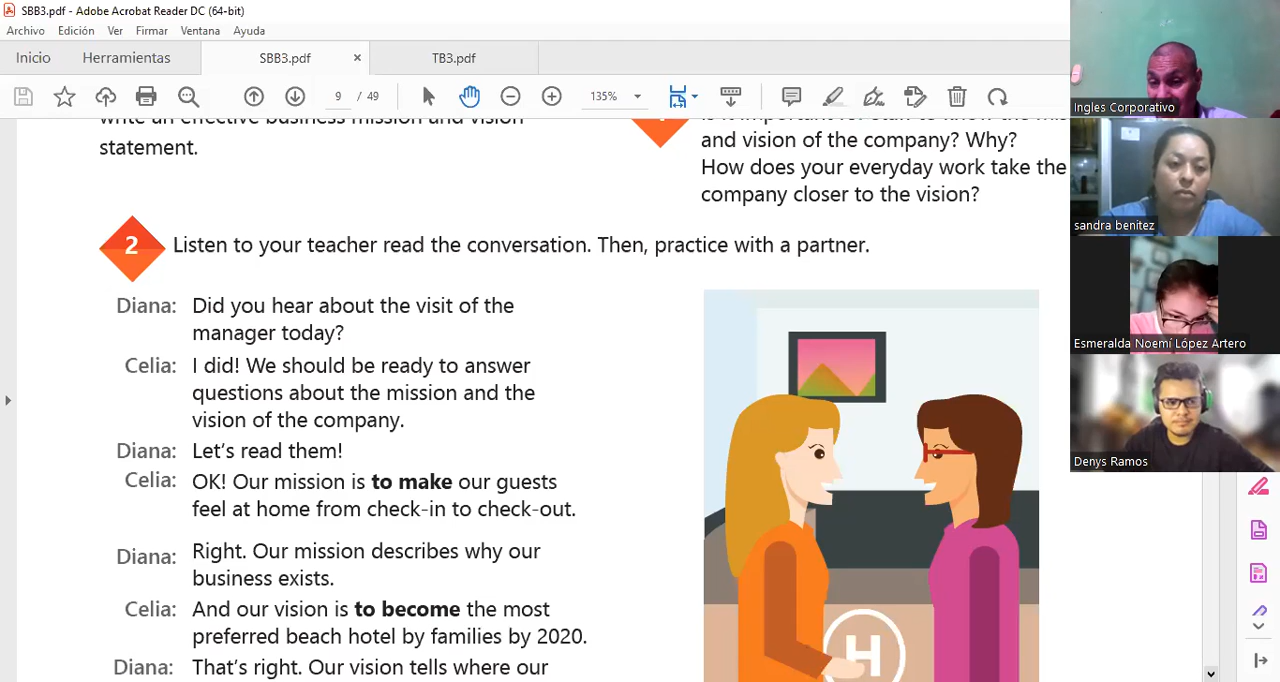 SBB3.pdf - Adobe Acrobat Reader DC (64-bit)
Archivo Edición Ver Firmar Ventana Ayuda
Inicio Herramientas SBB3.pdf × TB3.pdf
9 / 49 135%
write an effective business mission and vision
statement.
and vision of the company? Why?
How does your everyday work take the
company closer to the vision?
2 Listen to your teacher read the conversation. Then, practice with a partner.
Diana: Did you hear about the visit of the
manager today?
Celia: I did! We should be ready to answer
questions about the mission and the
vision of the company.
Diana: Let's read them!
Celia: OK! Our mission is to make our guests
feel at home from check-in to check-out.
Diana: Right. Our mission describes why our
business exists.
Celia: And our vision is to become the most
preferred beach hotel by families by 2020.
Diana: That's right. Our vision tells where our
H
Ingles Corporativo
sandra benitez
Esmeralda Noemí López Artero
Denys Ramos